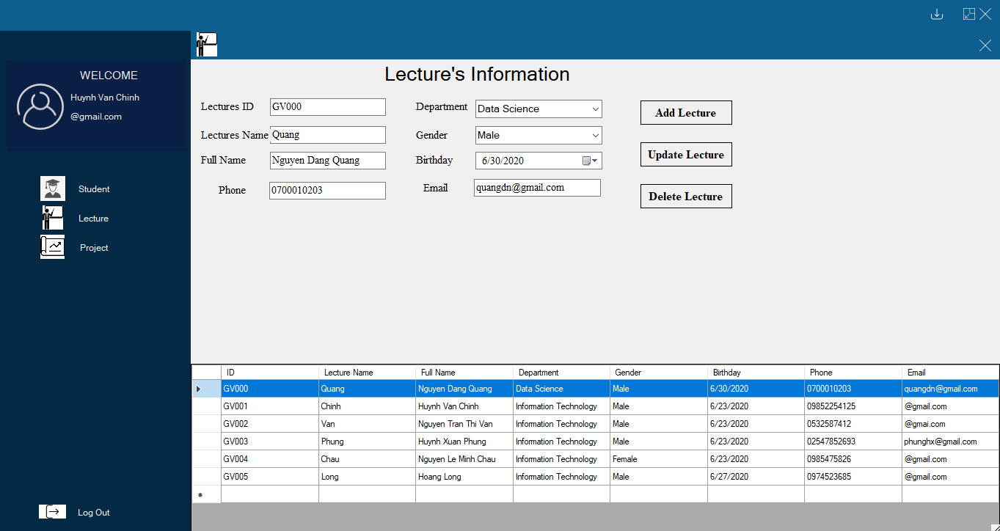 WELCOME
Huynh Van Chinh
@gmail.com
Student
Lecture
Project
Log Out
Lecture's Information
Lectures ID GV000 Department Data Science Add Lecture
Lectures Name Quang Gender Male Update Lecture
Full Name Nguyen Dang Quang Birthday 6/30/2020
Phone 0700010203 Email quangdn@gmail.com Delete Lecture
ID Lecture Name Full Name Department Gender Birthday Phone Email
GV000 Quang Nguyen Dang Quang Data Science Male 6/30/2020 0700010203 quangdn@gmail.com
GV001 Chinh Huynh Van Chinh Information Technology Male 6/23/2020 09852254125 @gmail.com
GV002 Van Nguyen Tran Thi Van Information Technology Male 6/23/2020 0532587412 @gmai.com
GV003 Phung Huynh Xuan Phung Information Technology Male 6/23/2020 02547852693 phunghx@gmail.com
GV004 Chau Nguyen Le Minh Chau Information Technology Female 6/23/2020 0985475826 @gmail.com
GV005 Long Hoang Long Information Technology Male 6/27/2020 0974523685 @gmail.com